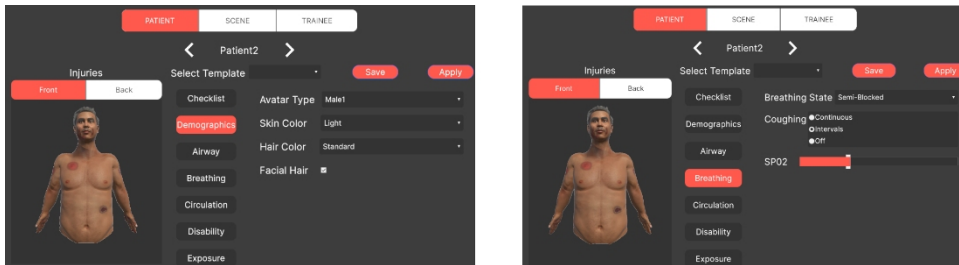 PATIENT SCENE TRAINEE
Patient2
Injuries Select Template Save Apply
Front Back
Checklist Avatar Type Male1
Demographics Skin Color Light
Airway Hair Color Standard
Breathing Facial Hair
Circulation
Disability
Exposure
PATIENT SCENE TRAINEE
Patient2
Injuries Select Template Save Apply
Front Back
Checklist Breathing State Semi-Blocked
Demographics Coughing Continuous
Intervals
Off
Airway
SP02
Breathing
Circulation
Disability
Exposure